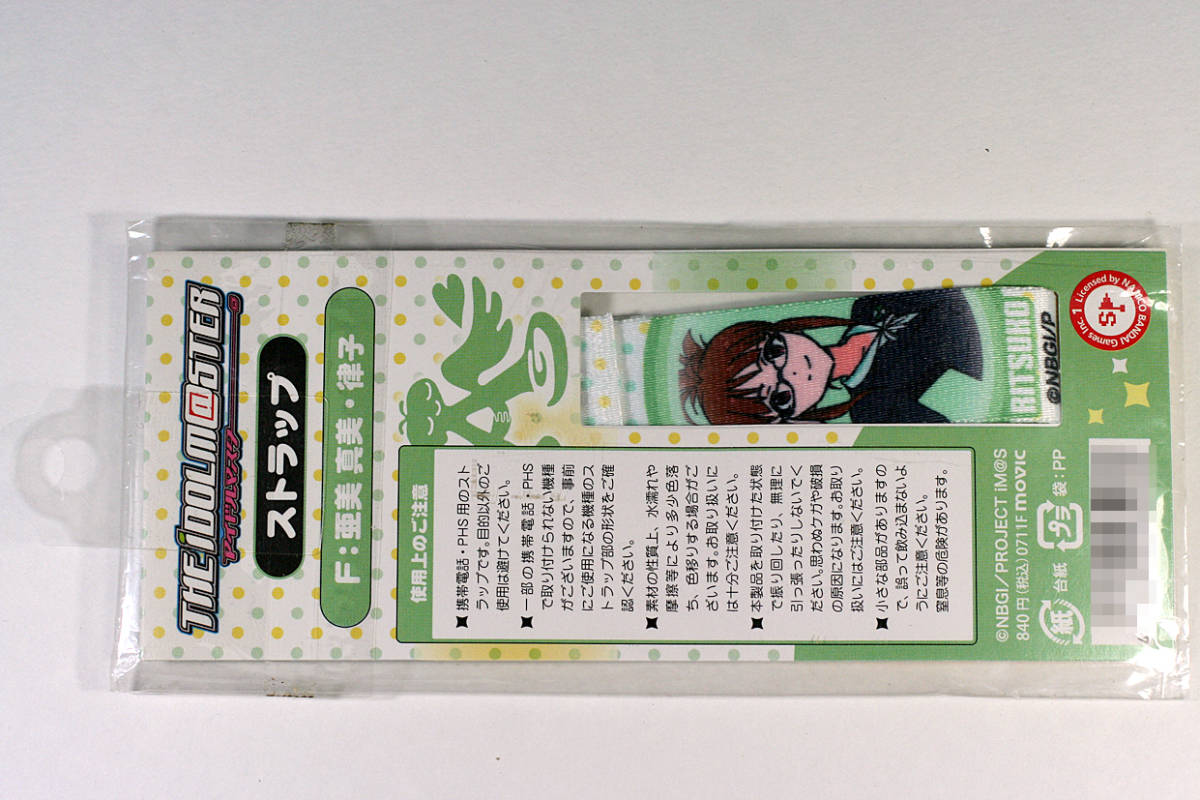 THE iDOLM@STER
アイドルマスター
ストラップ
F：亜美 真美・律子
RITSUKO
©NBGI/P
Licensed by NAMCO BANDAI Games Inc. 1
SP
使用上のご注意
携帯電話・PHS用のスト
ラップです。目的以外のご
使用は避けてください。
一部の携帯電話・PHS
で取り付けられない機種
がございますので、事前
にご使用になる機種のス
トラップ部の形状をご確
認ください。
素材の性質上、水濡れや
摩擦等により多少色落
ち、色移りする場合がご
ざいます。お取り扱いに
は十分ご注意ください。
本製品を取り付けた状態
で振り回したり、無理に
引っ張ったりしないでく
ださい。思わぬケガや破損
の原因になります。お取り
扱いにはご注意ください。
小さな部品がありますの
で、誤って飲み込まないよ
うにご注意ください。
窒息等の危険があります。
©NBGI／PROJECT iM@S
840円（税込）0711F movic
紙 台紙 プラ 袋：PP